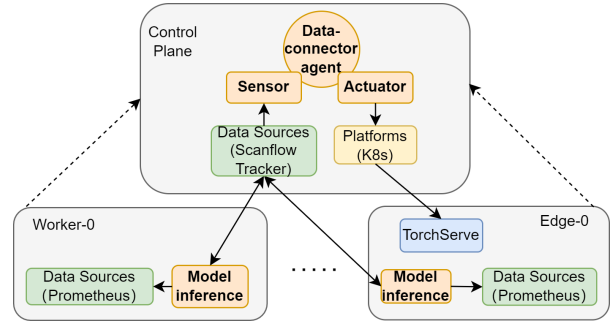 Control
Plane
Data-
connector
agent
Sensor
Actuator
Data Sources
(Scanflow
Tracker)
Platforms
(K8s)
Worker-0
Data Sources
(Prometheus)
Model
inference
.....
Edge-0
TorchServe
Model
inference
Data Sources
(Prometheus)